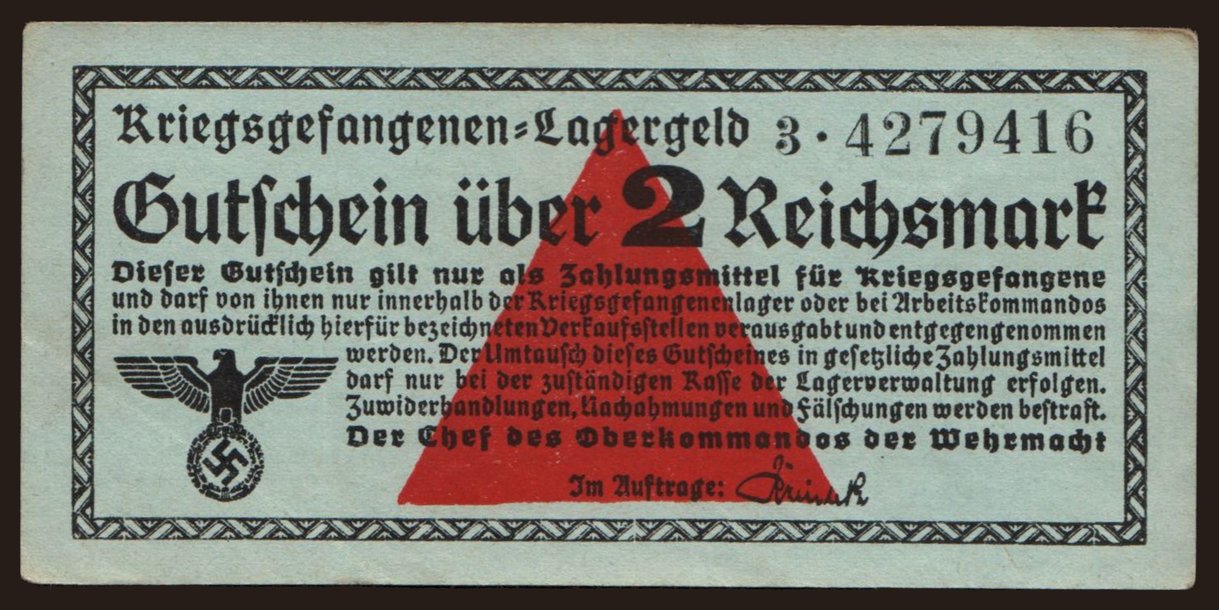 Kriegsgefangenen-Lagergeld 3·4279416
Gutschein über 2 Reichsmark
Dieser Gutschein gilt nur als Zahlungsmittel für Kriegsgefangene
und darf von ihnen nur innerhalb der Kriegsgefangenenlager oder bei Arbeitskommandos
in den ausdrücklich hierfür bezeichneten Verkaufsstellen verausgabt und entgegengenommen
werden. Der Umtausch dieses Gutscheines in gesetzliche Zahlungsmittel
darf nur bei der zuständigen Kasse der Lagerverwaltung erfolgen.
Zuwiderhandlungen, Nachahmungen und Fälschungen werden bestraft.
Der Chef des Oberkommandos der Wehrmacht
Im Auftrage: